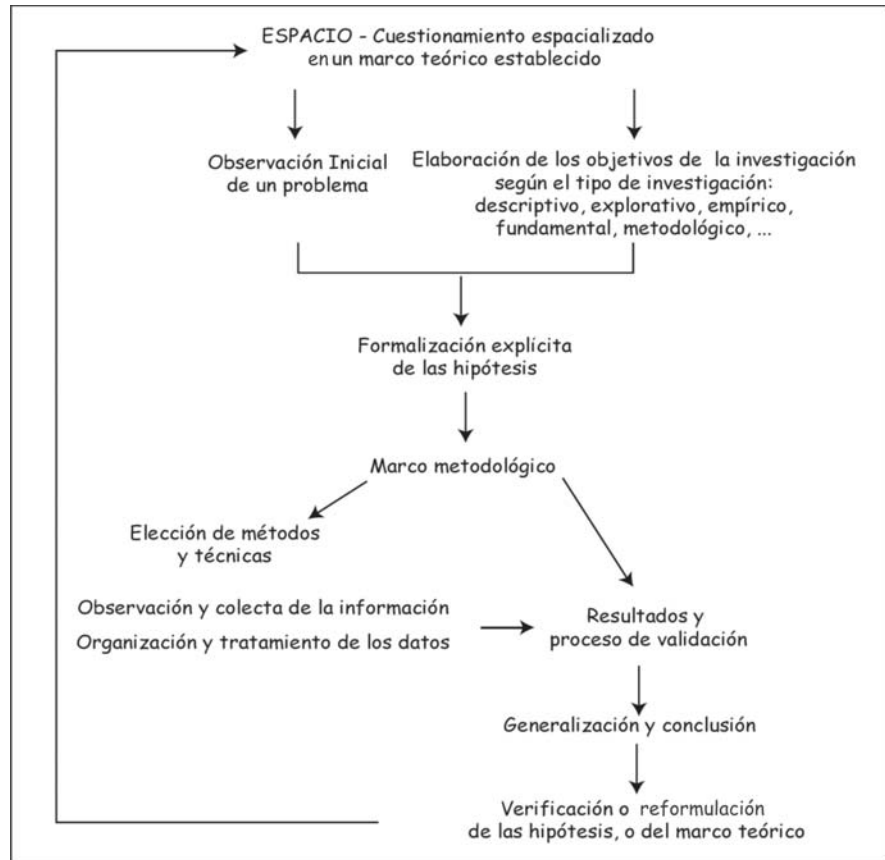 ESPACIO - Cuestionamiento espacializado
en un marco teórico establecido
Observación Inicial
de un problema
Elaboración de los objetivos de la investigación
según el tipo de investigación:
descriptivo, explorativo, empírico,
fundamental, metodológico, ...
Formalización explícita
de las hipótesis
Marco metodológico
Elección de métodos
y técnicas
Observación y colecta de la información
Organización y tratamiento de los datos
Resultados y
proceso de validación
Generalización y conclusión
Verificación o reformulación
de las hipótesis, o del marco teórico